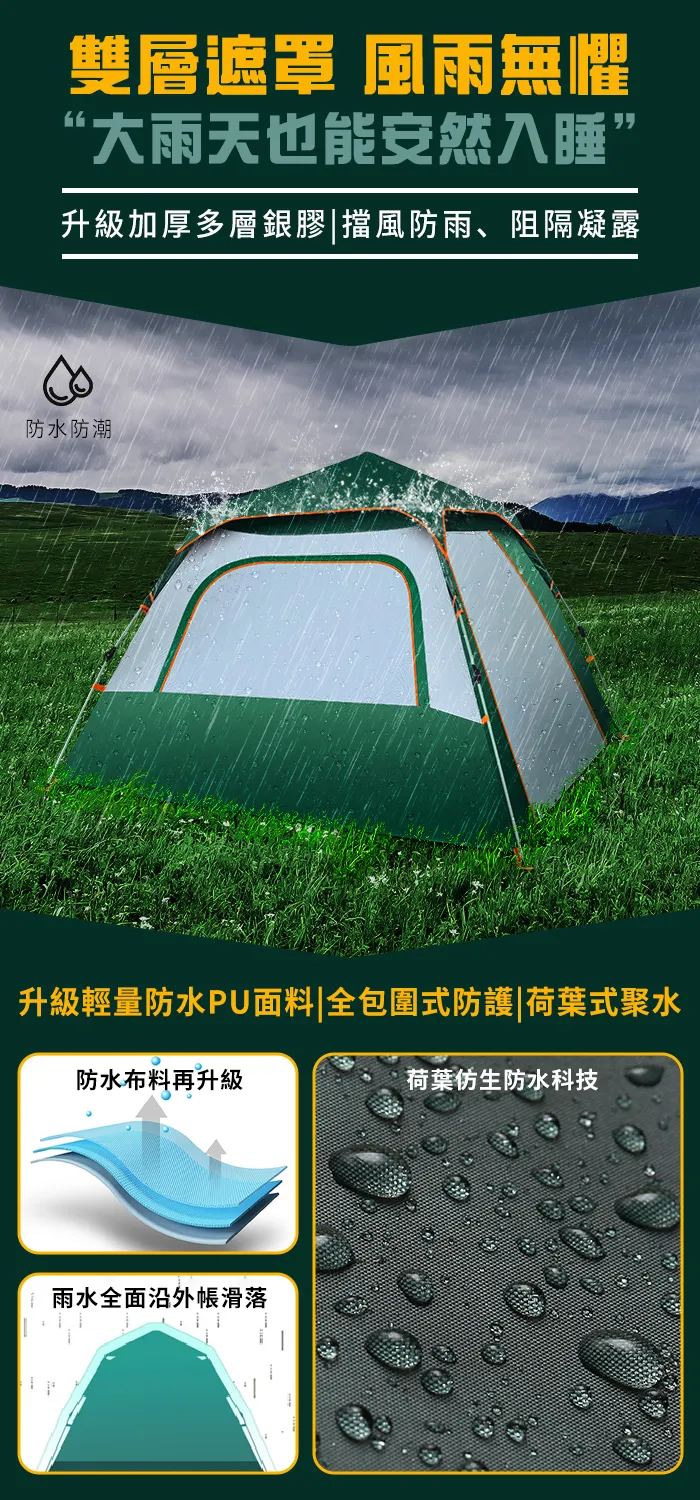 雙層遮罩 風雨無懼
“大雨天也能安然入睡”
升級加厚多層銀膠|擋風防雨、阻隔凝露
防水防潮
升級輕量防水PU面料|全包圍式防護|荷葉式聚水
防水布料再升級
荷葉仿生防水科技
雨水全面沿外帳滑落